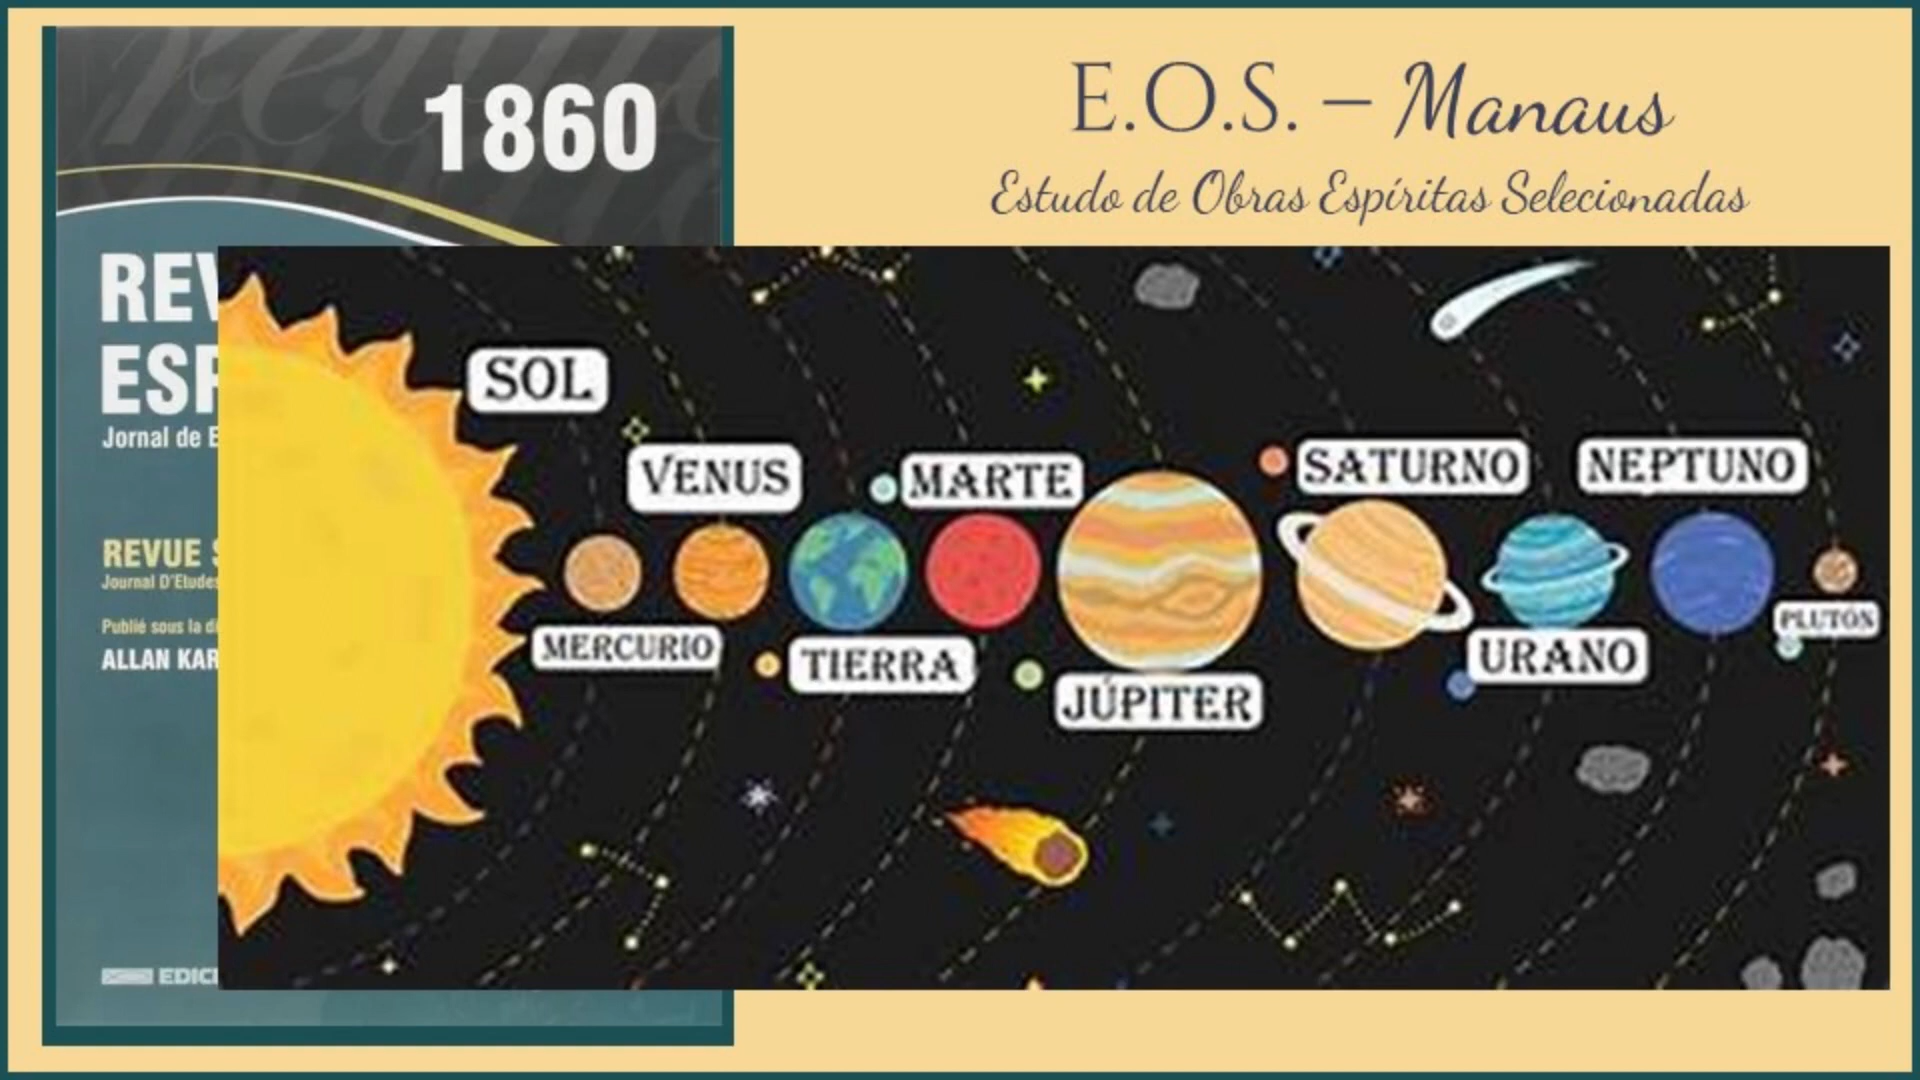 1860
REV
ESP
Jornal de E
REVUE S
Journal D'Etudes
Publié sous la di
ALLAN KAR
EDIC
E.O.S. – Manaus
Estudo de Obras Espíritas Selecionadas
SOL
VENUS
MARTE
SATURNO
NEPTUNO
MERCURIO
TIERRA
JÚPITER
URANO
PLUTÓN